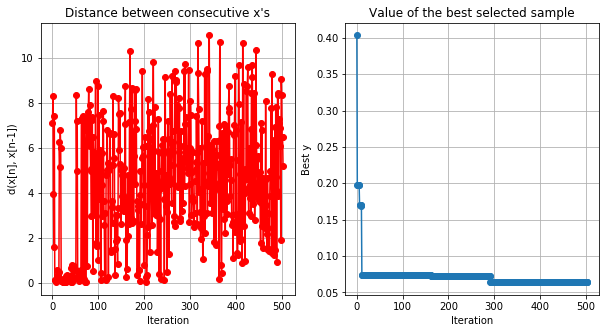 Distance between consecutive x's
d(x[n], x[n-1])
10
8
6
4
2
0
0 100 200 300 400 500
Iteration
Value of the best selected sample
Best y
0.40
0.35
0.30
0.25
0.20
0.15
0.10
0.05
0 100 200 300 400 500
Iteration